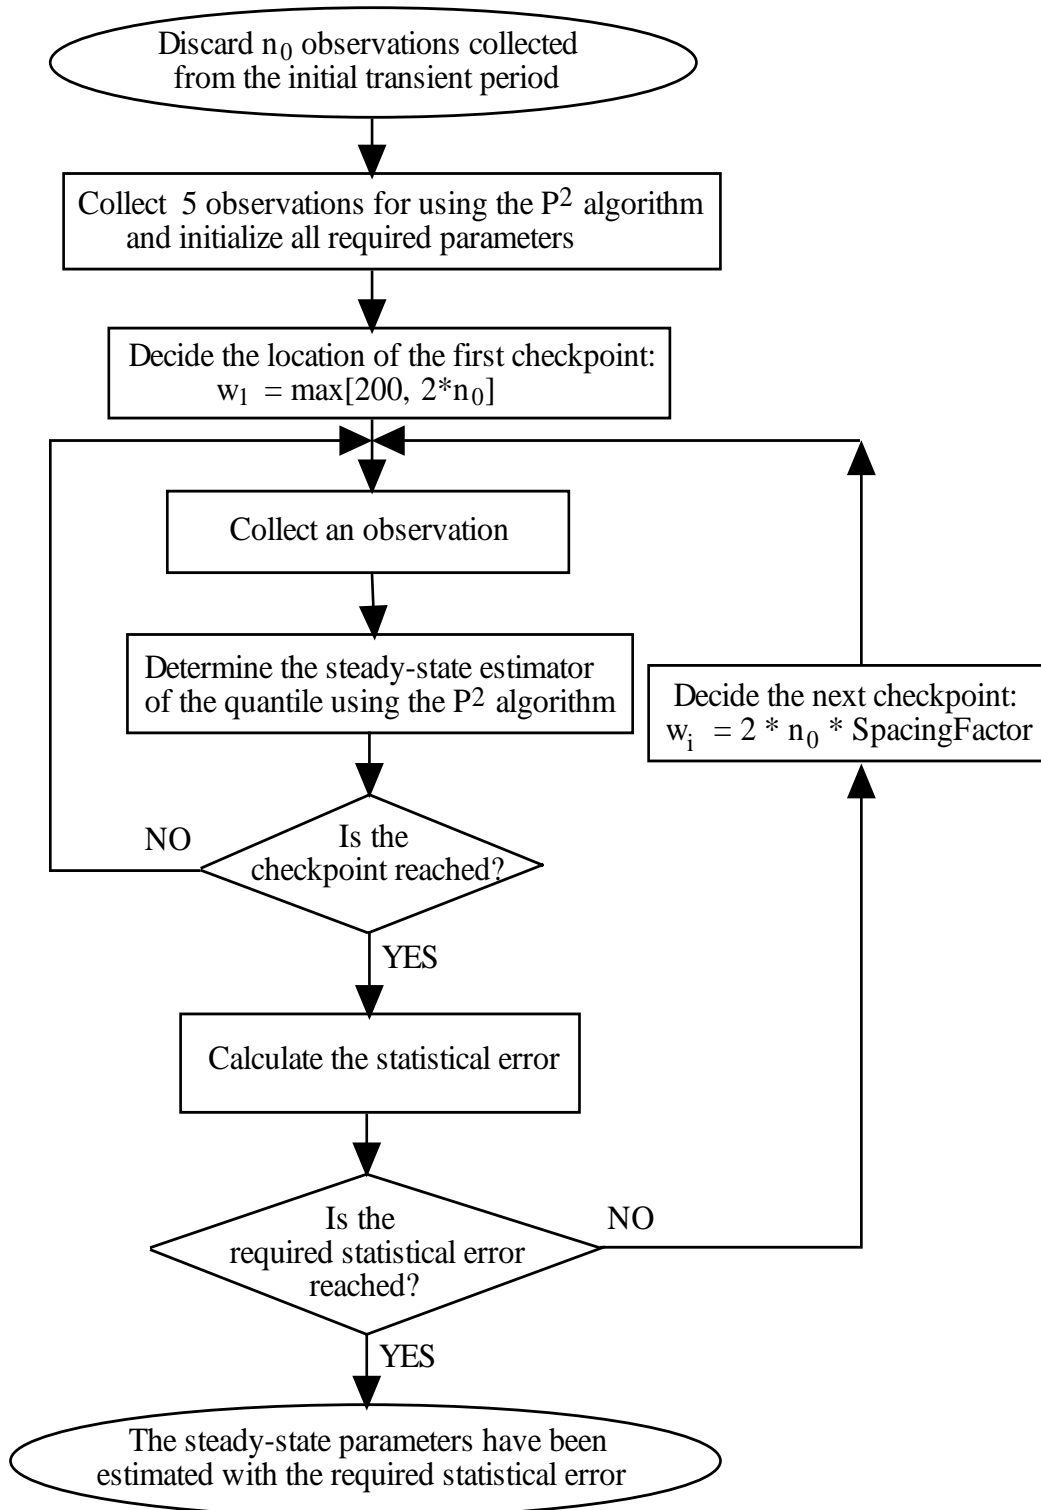 Discard n0 observations collected
from the initial transient period
Collect 5 observations for using the P2 algorithm
and initialize all required parameters
Decide the location of the first checkpoint:
w1 = max[200, 2*n0]
Collect an observation
Determine the steady-state estimator
of the quantile using the P2 algorithm
Decide the next checkpoint:
wi = 2 * n0 * SpacingFactor
NO
Is the
checkpoint reached?
YES
Calculate the statistical error
Is the
required statistical error
reached?
NO
YES
The steady-state parameters have been
estimated with the required statistical error